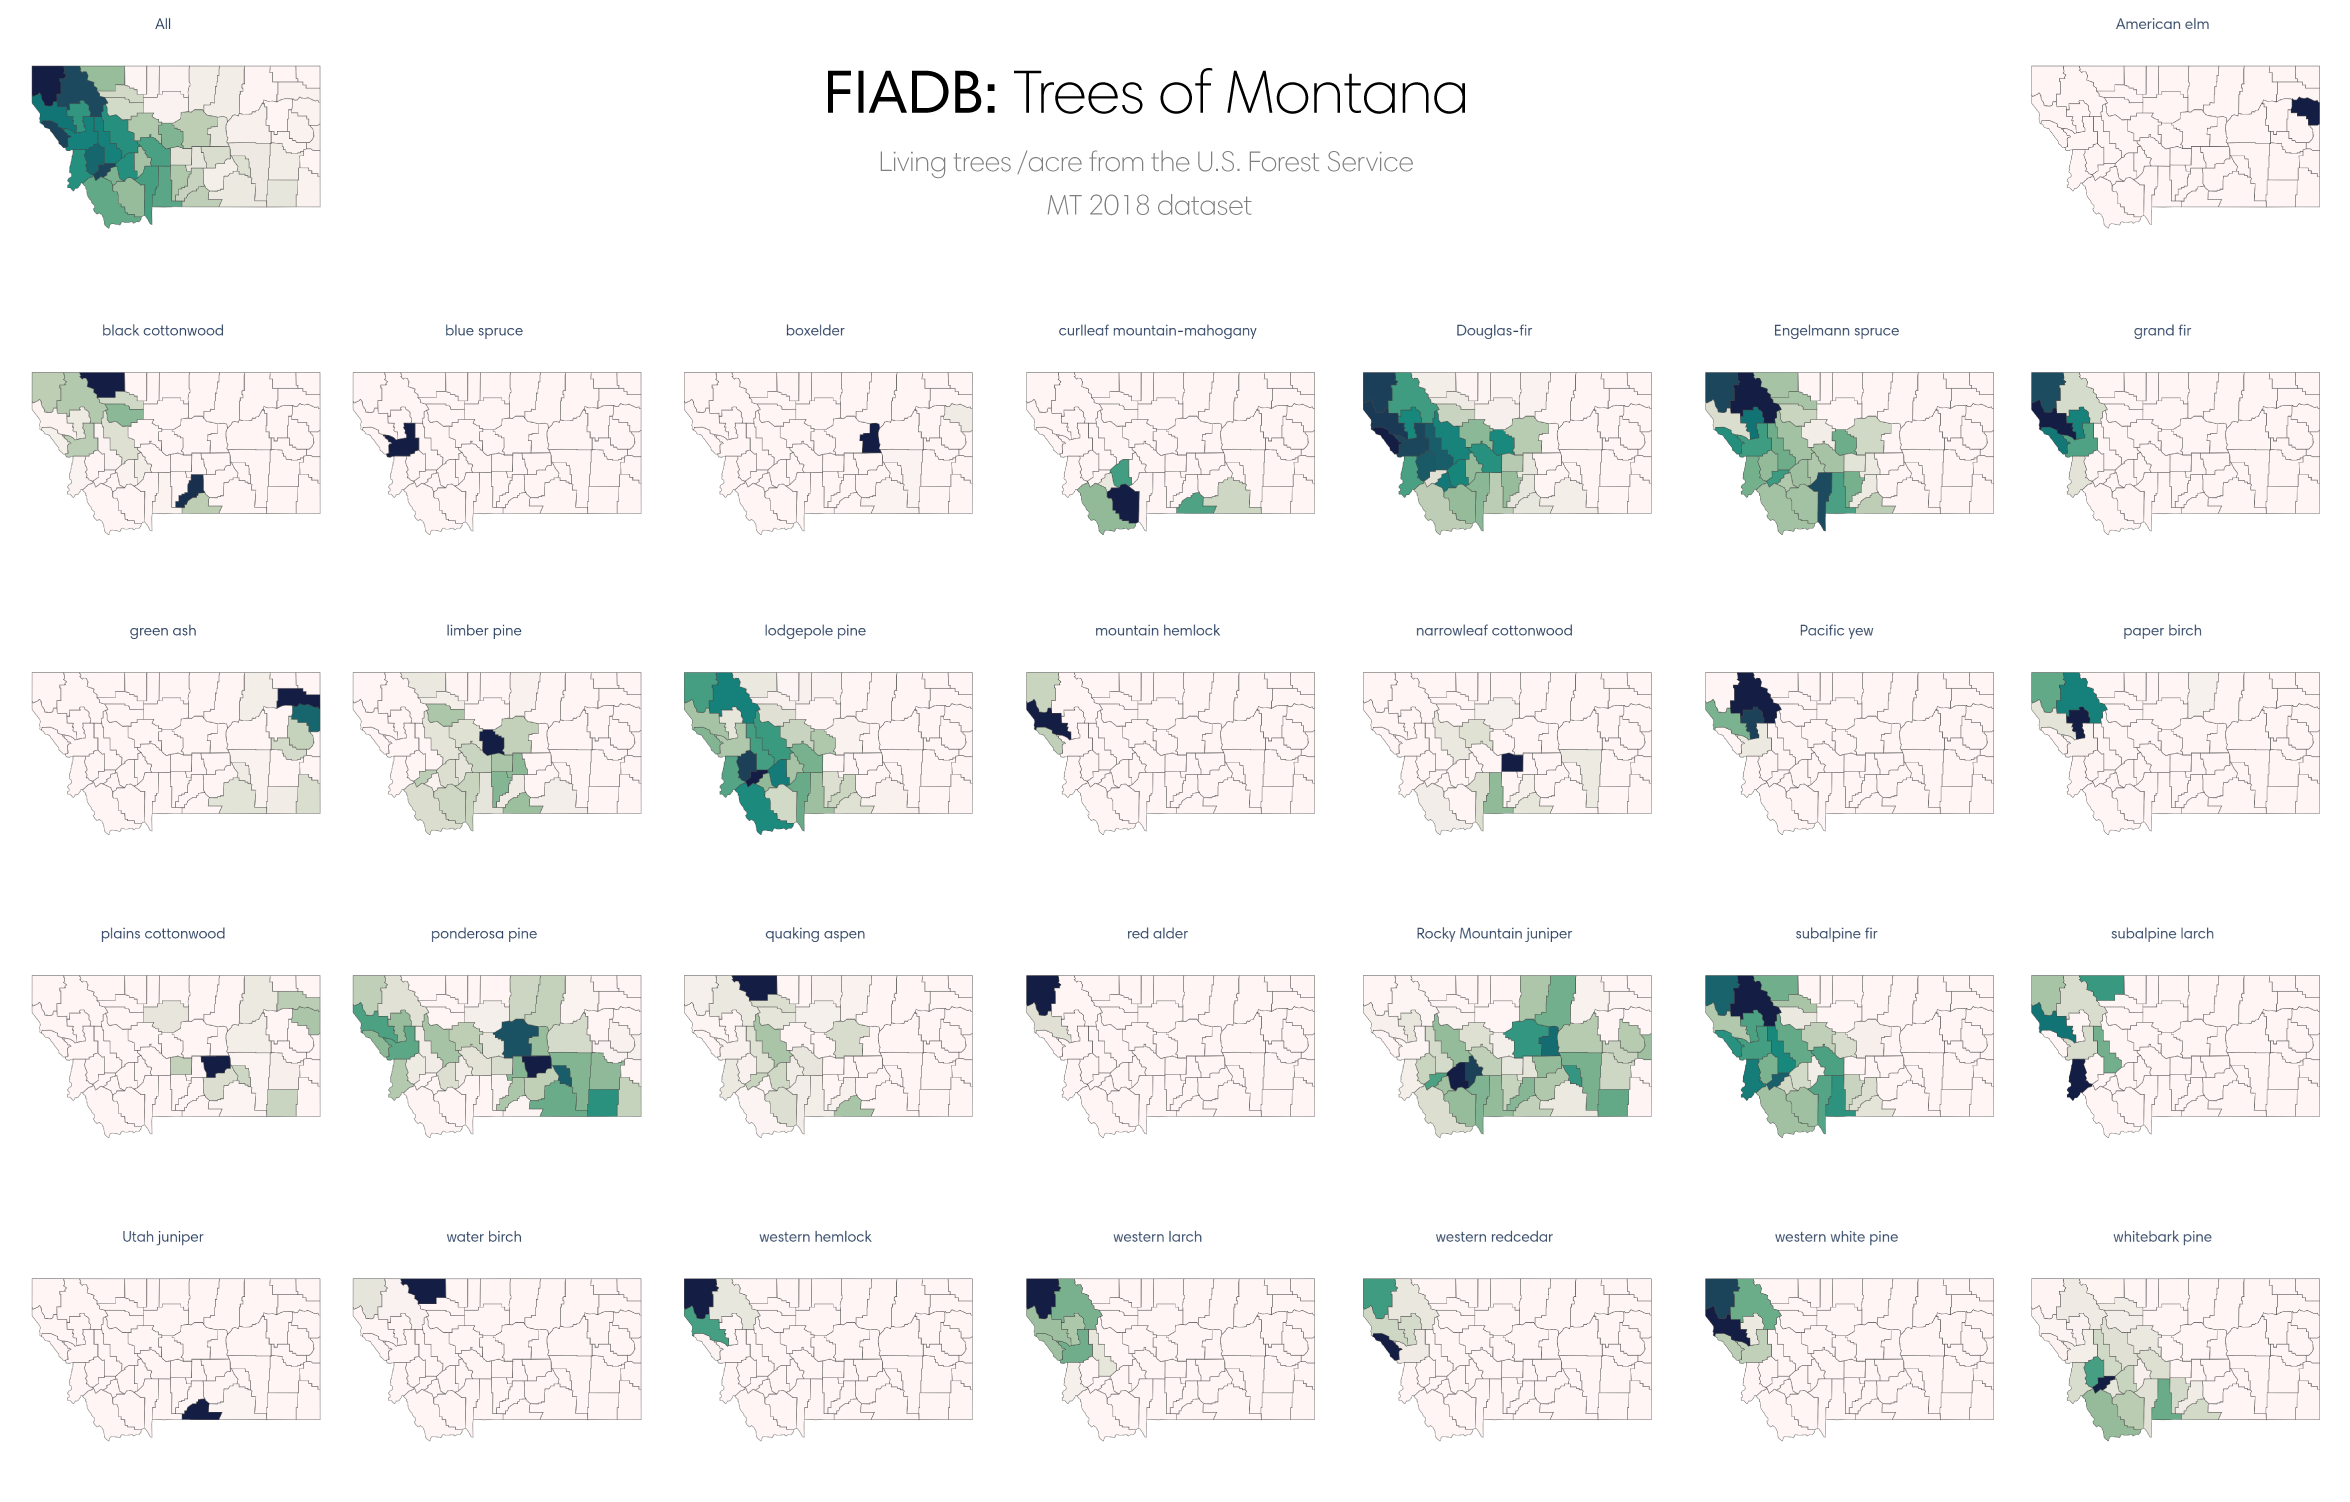 All
American elm
FIADB: Trees of Montana
Living trees /acre from the U.S. Forest Service
MT 2018 dataset
black cottonwood
blue spruce
boxelder
curlleaf mountain-mahogany
Douglas-fir
Engelmann spruce
grand fir
green ash
limber pine
lodgepole pine
mountain hemlock
narrowleaf cottonwood
Pacific yew
paper birch
plains cottonwood
ponderosa pine
quaking aspen
red alder
Rocky Mountain juniper
subalpine fir
subalpine larch
Utah juniper
water birch
western hemlock
western larch
western redcedar
western white pine
whitebark pine